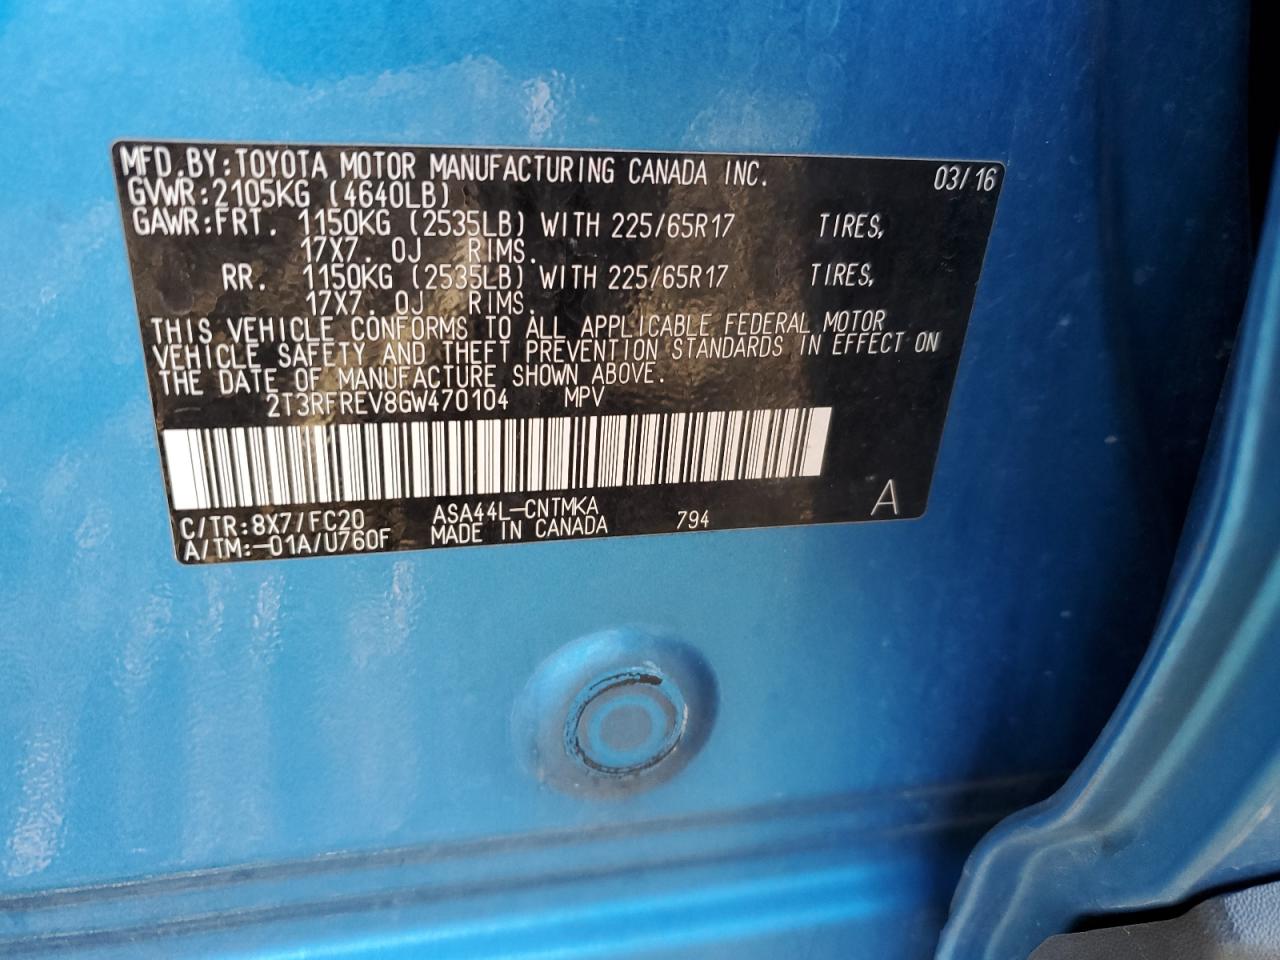 MFD.BY:TOYOTA MOTOR MANUFACTURING CANADA INC. 03/16
GVWR:2105KG (4640LB)
GAWR:FRT. 1150KG (2535LB) WITH 225/65R17 TIRES,
17X7.0J RIMS.
RR. 1150KG (2535LB) WITH 225/65R17 TIRES,
17X7.0J RIMS.
THIS VEHICLE CONFORMS TO ALL APPLICABLE FEDERAL MOTOR
VEHICLE SAFETY AND THEFT PREVENTION STANDARDS IN EFFECT ON
THE DATE OF MANUFACTURE SHOWN ABOVE.
2T3RFREV8GW470104 MPV
C/TR:8X7/FC20 ASA44L-CNTMKA 794 A
A/TM:-01A/U760F MADE IN CANADA